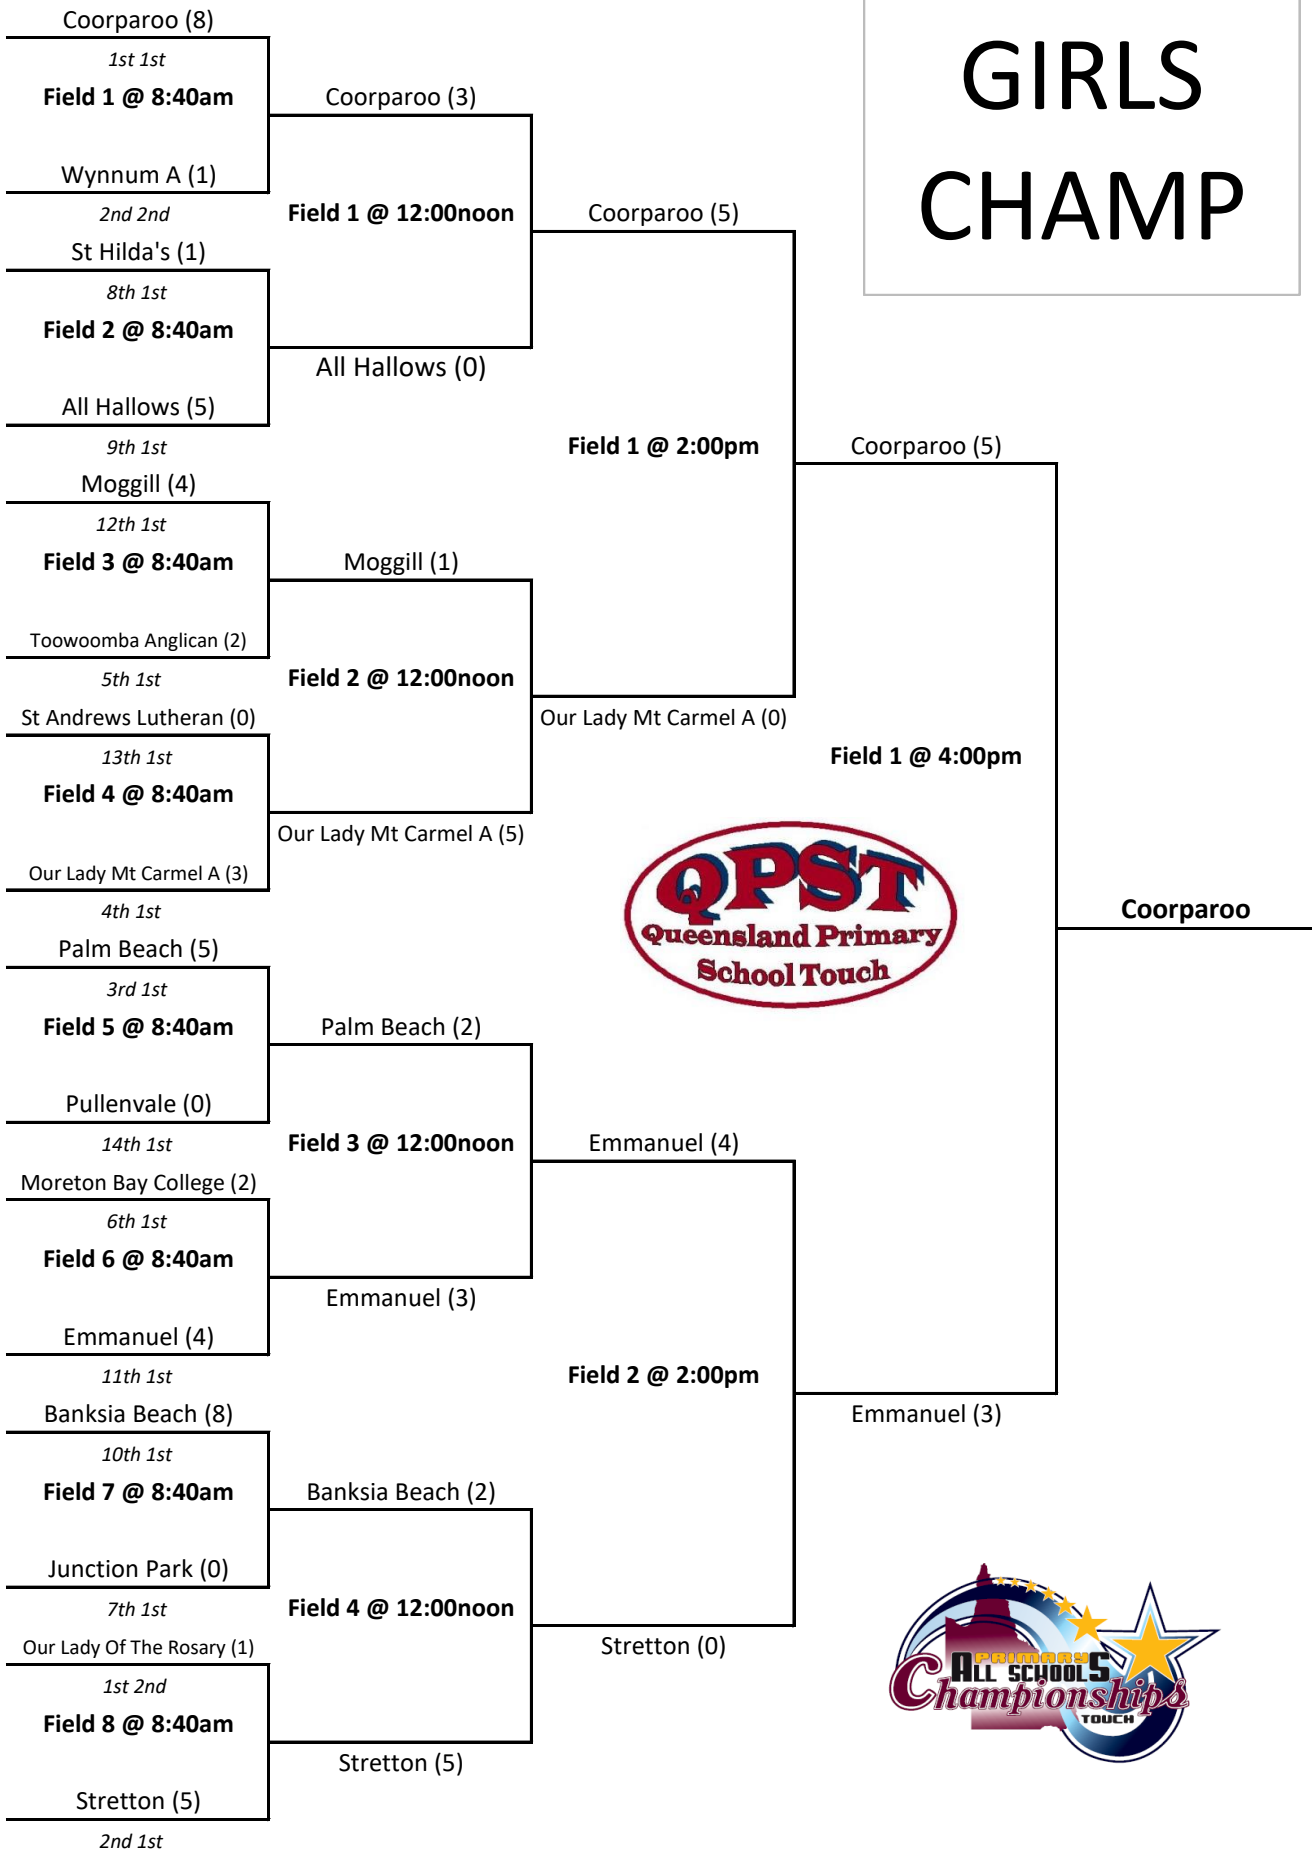 Coorparoo (8)
1st 1st
Field 1 @ 8:40am
Wynnum A (1)
2nd 2nd
St Hilda's (1)
8th 1st
Field 2 @ 8:40am
All Hallows (5)
9th 1st
Moggill (4)
12th 1st
Field 3 @ 8:40am
Toowoomba Anglican (2)
5th 1st
St Andrews Lutheran (0)
13th 1st
Field 4 @ 8:40am
Our Lady Mt Carmel A (3)
4th 1st
Palm Beach (5)
3rd 1st
Field 5 @ 8:40am
Pullenvale (0)
14th 1st
Moreton Bay College (2)
6th 1st
Field 6 @ 8:40am
Emmanuel (4)
11th 1st
Banksia Beach (8)
10th 1st
Field 7 @ 8:40am
Junction Park (0)
7th 1st
Our Lady Of The Rosary (1)
1st 2nd
Field 8 @ 8:40am
Stretton (5)
2nd 1st
Coorparoo (3)
Field 1 @ 12:00noon
All Hallows (0)
Moggill (1)
Field 2 @ 12:00noon
Our Lady Mt Carmel A (5)
Palm Beach (2)
Field 3 @ 12:00noon
Emmanuel (3)
Banksia Beach (2)
Field 4 @ 12:00noon
Stretton (5)
Coorparoo (5)
Field 1 @ 2:00pm
Our Lady Mt Carmel A (0)
Emmanuel (4)
Field 2 @ 2:00pm
Stretton (0)
Coorparoo (5)
Field 1 @ 4:00pm
Emmanuel (3)
Coorparoo
GIRLS
CHAMP
QPST
Queensland Primary
School Touch
PRIMARY
ALL SCHOOLS
Championships
TOUCH